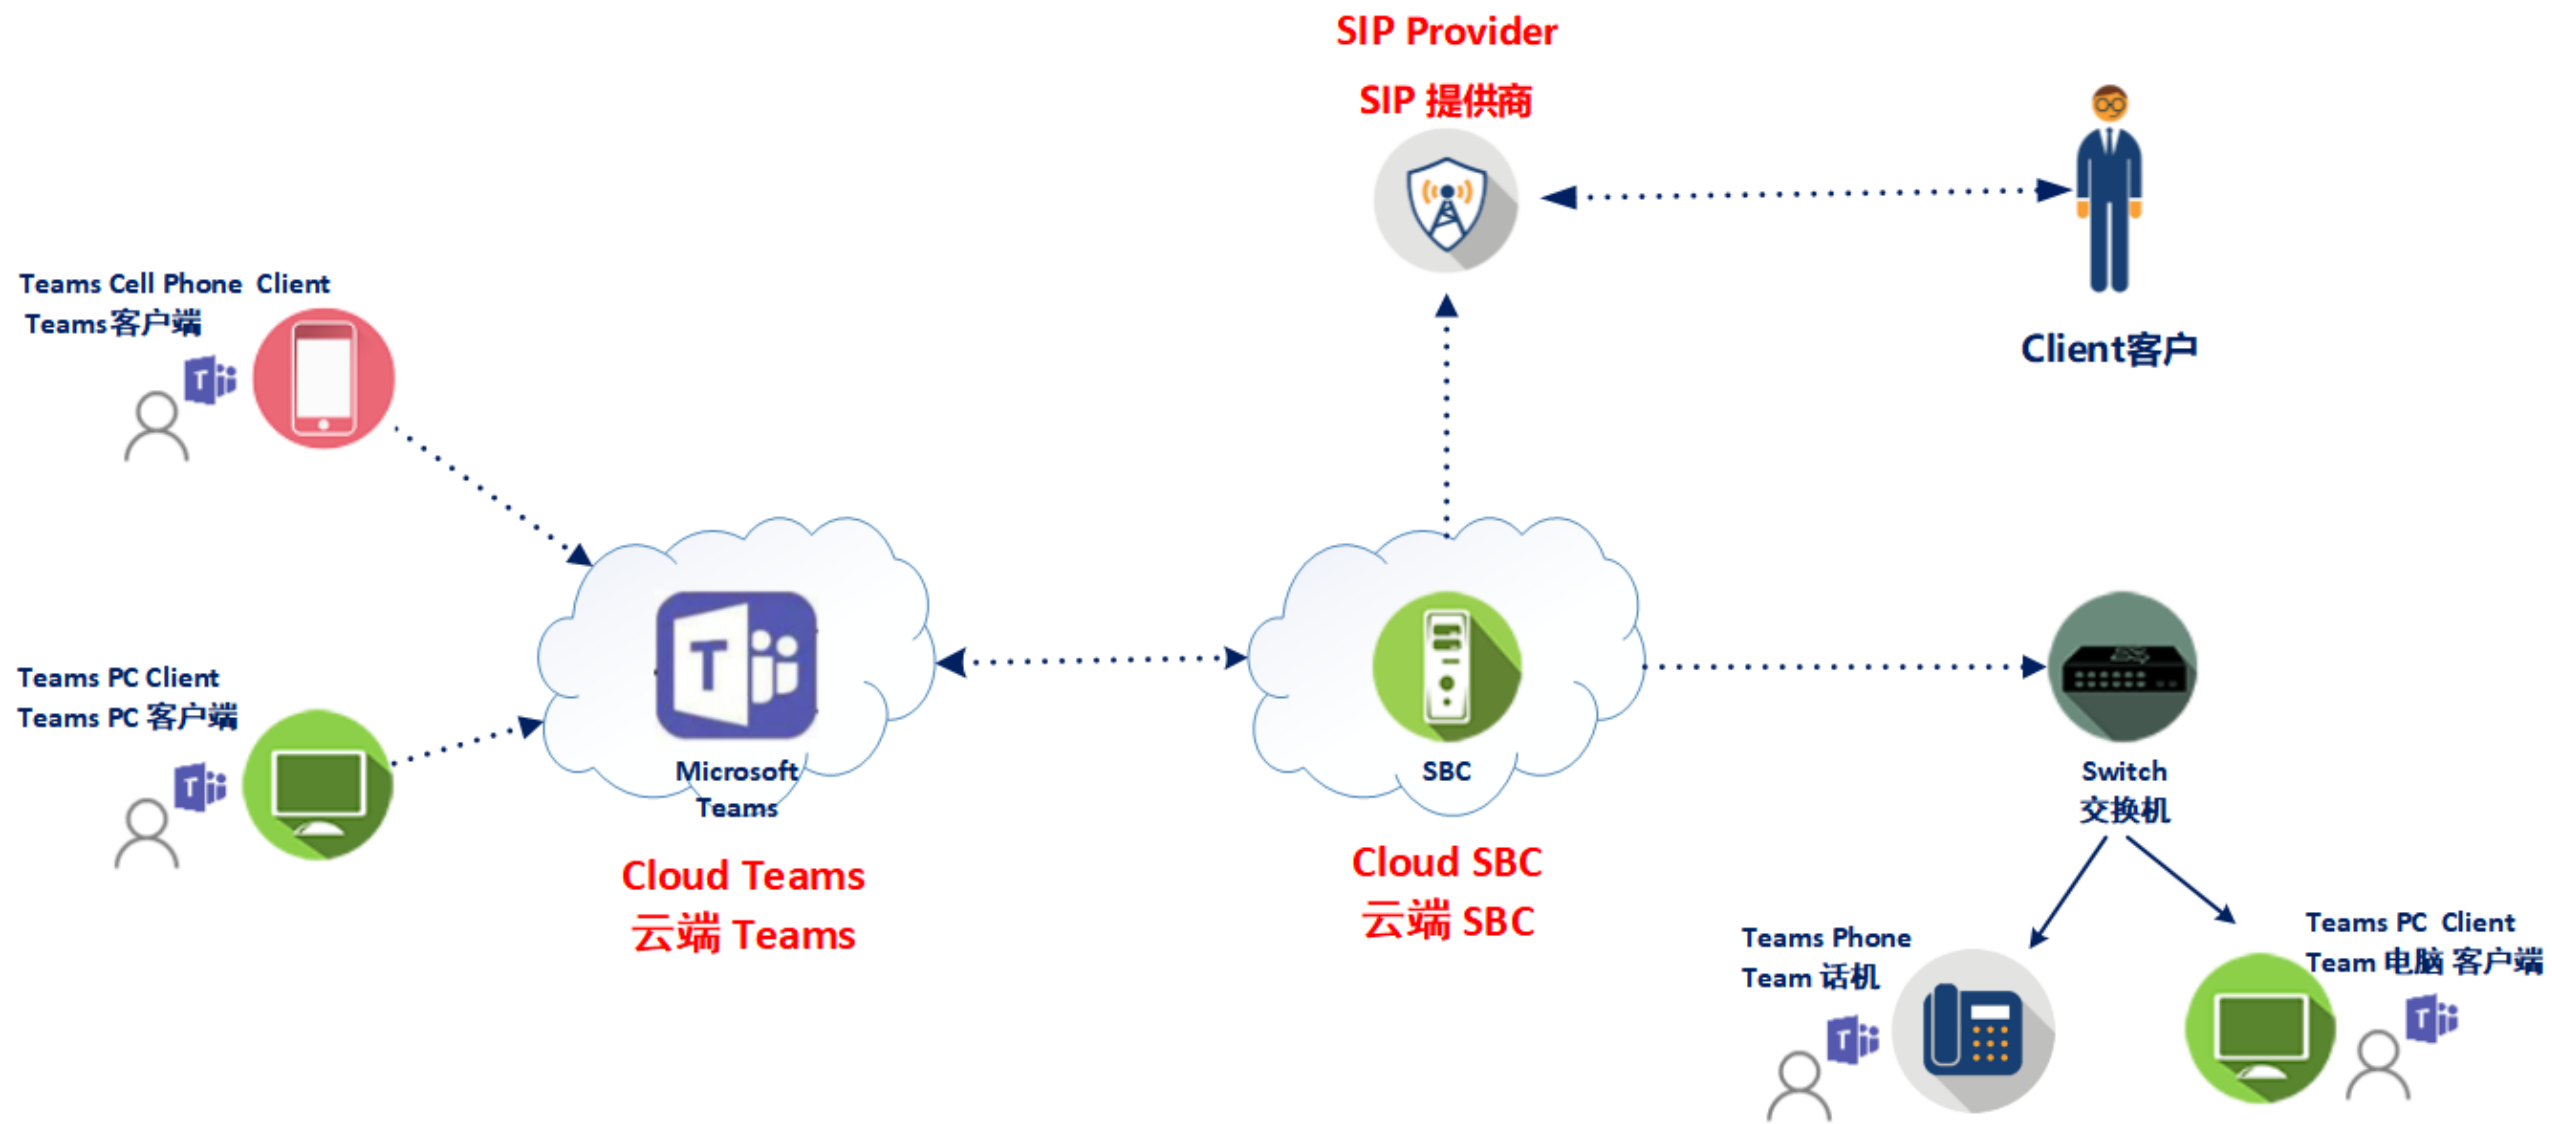 SIP Provider
SIP 提供商
Client客户
Teams Cell Phone Client
Teams客户端
Teams PC Client
Teams PC 客户端
T
T
T
Microsoft
Teams
Cloud Teams
云端 Teams
SBC
Cloud SBC
云端 SBC
Switch
交换机
Teams Phone
Team 话机
T
Teams PC Client
Team 电脑 客户端
T